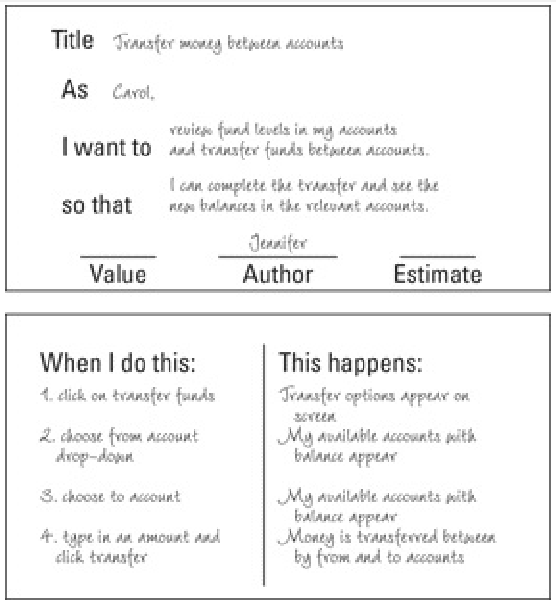 Title Transfer money between accounts
As Carol,
I want to review fund levels in my accounts
and transfer funds between accounts.
so that I can complete the transfer and see the
new balances in the relevant accounts.
Jennifer
Value Author Estimate
When I do this:
1. click on transfer funds
2. choose from account
drop-down
3. choose to account
4. type in an amount and
click transfer
This happens:
Transfer options appear on
screen
My available accounts with
balance appear
My available accounts with
balance appear
Money is transferred between
by from and to accounts